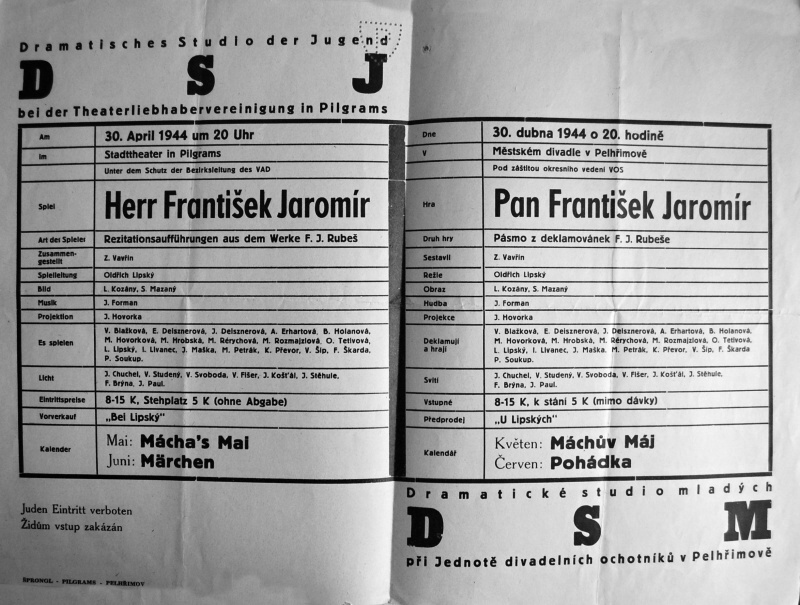 Dramatisches Studio der Jugend
D S J
bei der Theaterliebhabervereinigung in Pilgrams
Am 30. April 1944 um 20 Uhr
Im Stadttheater in Pilgrams
Unter dem Schutz der Bezirksleitung des VAD
Spiel Herr František Jaromír
Art des Spieles Rezitationsaufführungen aus dem Werke F. J. Rubeš
Zusammen-
gestellt Z. Vavřín
Spielleitung Oldřich Lipský
Bild L. Kozány, S. Mazaný
Musik J. Forman
Projektion J. Hovorka
Es spielen
V. Blažková, E. Deisznerová, J. Deisznerová, A. Erhartová, B. Holanová,
M. Hovorková, M. Hrobská, M. Rérychová, M. Rozmajzlová, O. Tetivová,
L. Lipský, I. Livanec, J. Maška, M. Petrák, K. Převor, V. Šíp, F. Škarda,
P. Soukup.
Licht
J. Chuchel, V. Studený, V. Svoboda, V. Fišer, J. Košťál, J. Stěhule,
F. Brýna, J. Paul.
Eintrittspreise 8-15 K, Stehplatz 5 K (ohne Abgabe)
Vorverkauf „Bei Lipský“
Kalender
Mai: Mácha's Mai
Juni: Märchen
Juden Eintritt verboten
Židům vstup zakázán
ŠPRONGL - PILGRAMS - PELHŘIMOV
Dne 30. dubna 1944 o 20. hodině
V Městském divadle v Pelhřimově
Pod záštitou okresního vedení VOS
Hra Pan František Jaromír
Druh hry Pásmo z deklamovánek F. J. Rubeše
Sestavil Z. Vavřín
Režie Oldřich Lipský
Obraz L. Kozány, S. Mazaný
Hudba J. Forman
Projekce J. Hovorka
Deklamují
a hrají
V. Blažková, E. Deisznerová, J. Deisznerová, A. Erhartová, B. Holanová,
M. Hovorková, M. Hrobská, M. Rérychová, M. Rozmajzlová, O. Tetivová,
L. Lipský, I. Livanec, J. Maška, M. Petrák, K. Převor, V. Šíp, F. Škarda
P. Soukup.
Svítí
J. Chuchel, V. Studený, V. Svoboda, V. Fišer, J. Košťál, J. Stěhule,
F. Brýna, J. Paul.
Vstupné 8-15 K, k stání 5 K (mimo dávky)
Předprodej „U Lipských“
Kalendář
Květen: Máchův Máj
Červen: Pohádka
Dramatické studio mladých
D S M
při Jednotě divadelních ochotníků v Pelhřimově